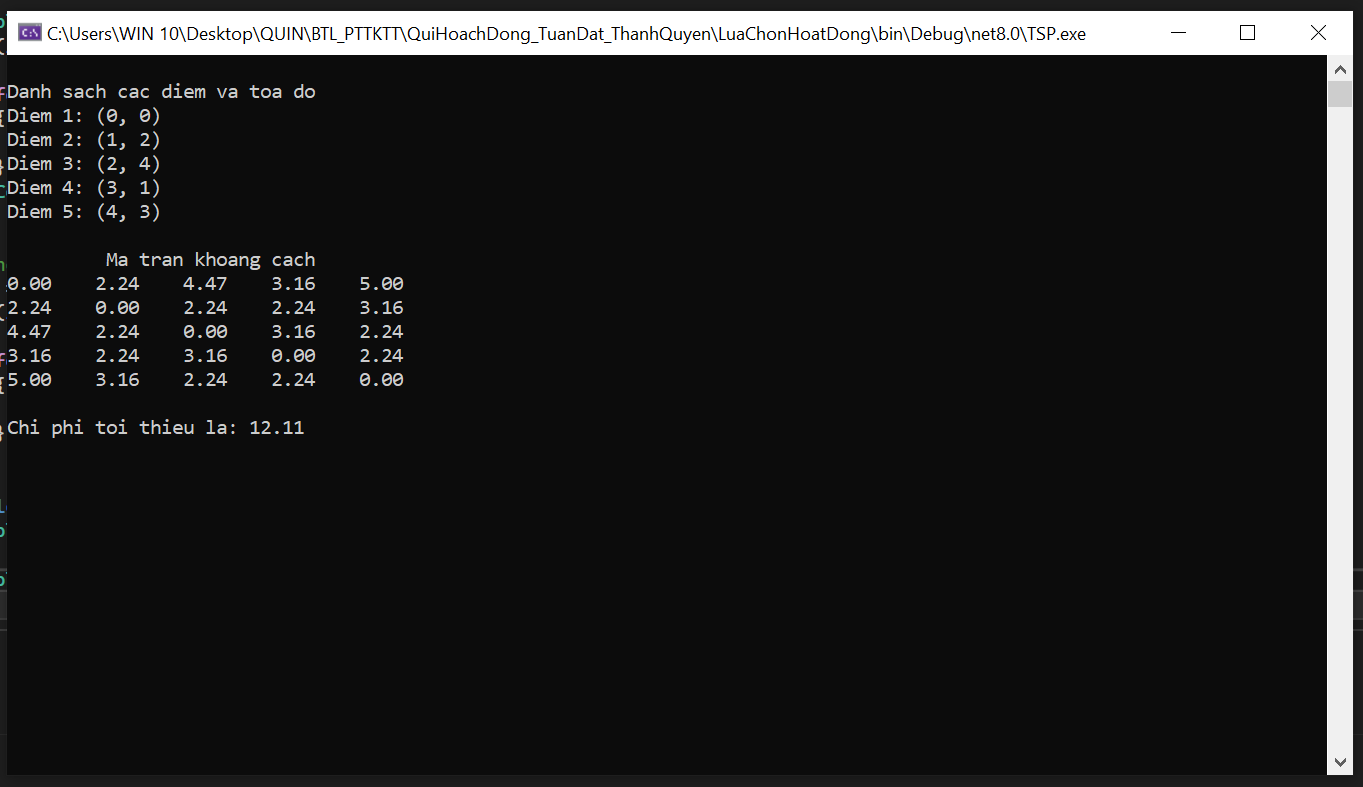 C:\Users\WIN 10\Desktop\QUIN\BTL_PTTKTT\QuiHoachDong_TuanDat_ThanhQuyen\LuaChonHoatDong\bin\Debug\net8.0\TSP.exe
Danh sach cac diem va toa do
Diem 1: (0, 0)
Diem 2: (1, 2)
Diem 3: (2, 4)
Diem 4: (3, 1)
Diem 5: (4, 3)
Ma tran khoang cach
0.00 2.24 4.47 3.16 5.00
2.24 0.00 2.24 2.24 3.16
4.47 2.24 0.00 3.16 2.24
3.16 2.24 3.16 0.00 2.24
5.00 3.16 2.24 2.24 0.00
Chi phi toi thieu la: 12.11